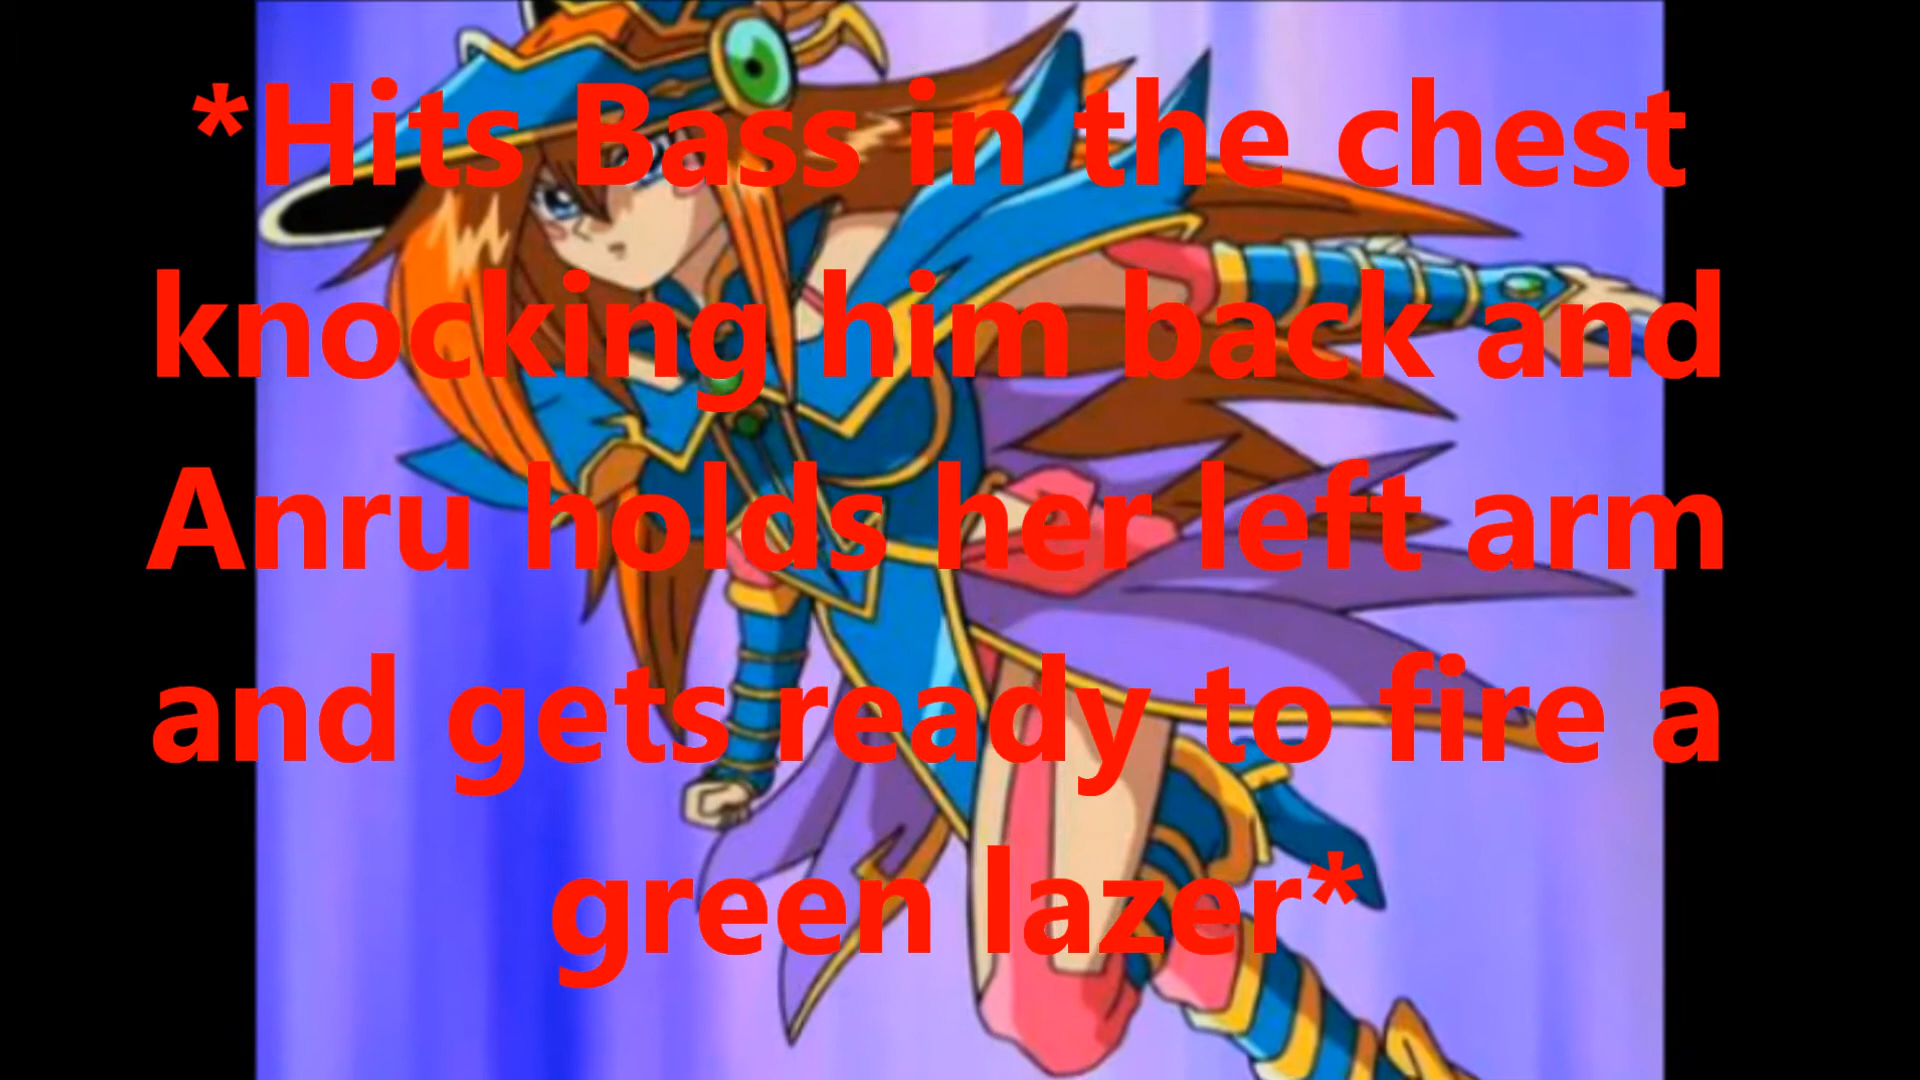 *Hits Bass in the chest
knocking him back and
Anru holds her left arm
and gets ready to fire a
green lazer*